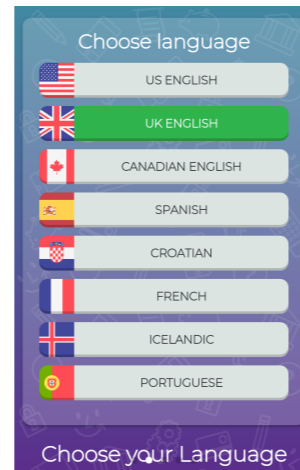 Choose language
US ENGLISH
UK ENGLISH
CANADIAN ENGLISH
SPANISH
CROATIAN
FRENCH
ICELANDIC
PORTUGUESE
Choose your Language